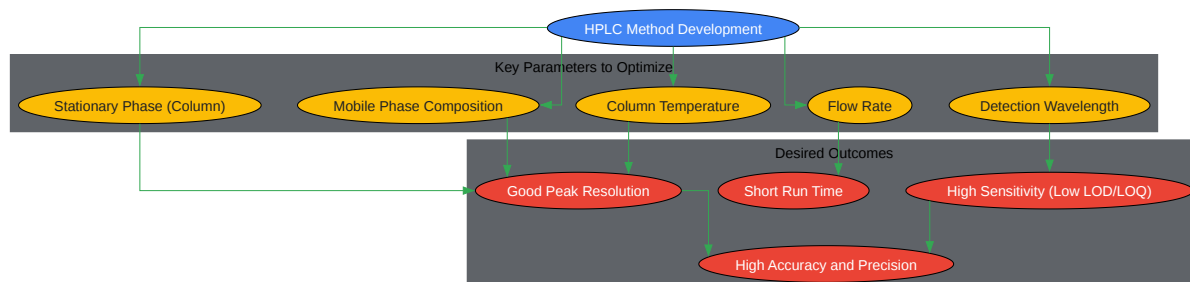 HPLC Method Development
Key Parameters to Optimize
Stationary Phase (Column)
Mobile Phase Composition
Column Temperature
Flow Rate
Detection Wavelength
Desired Outcomes
Good Peak Resolution
Short Run Time
High Sensitivity (Low LOD/LOQ)
High Accuracy and Precision